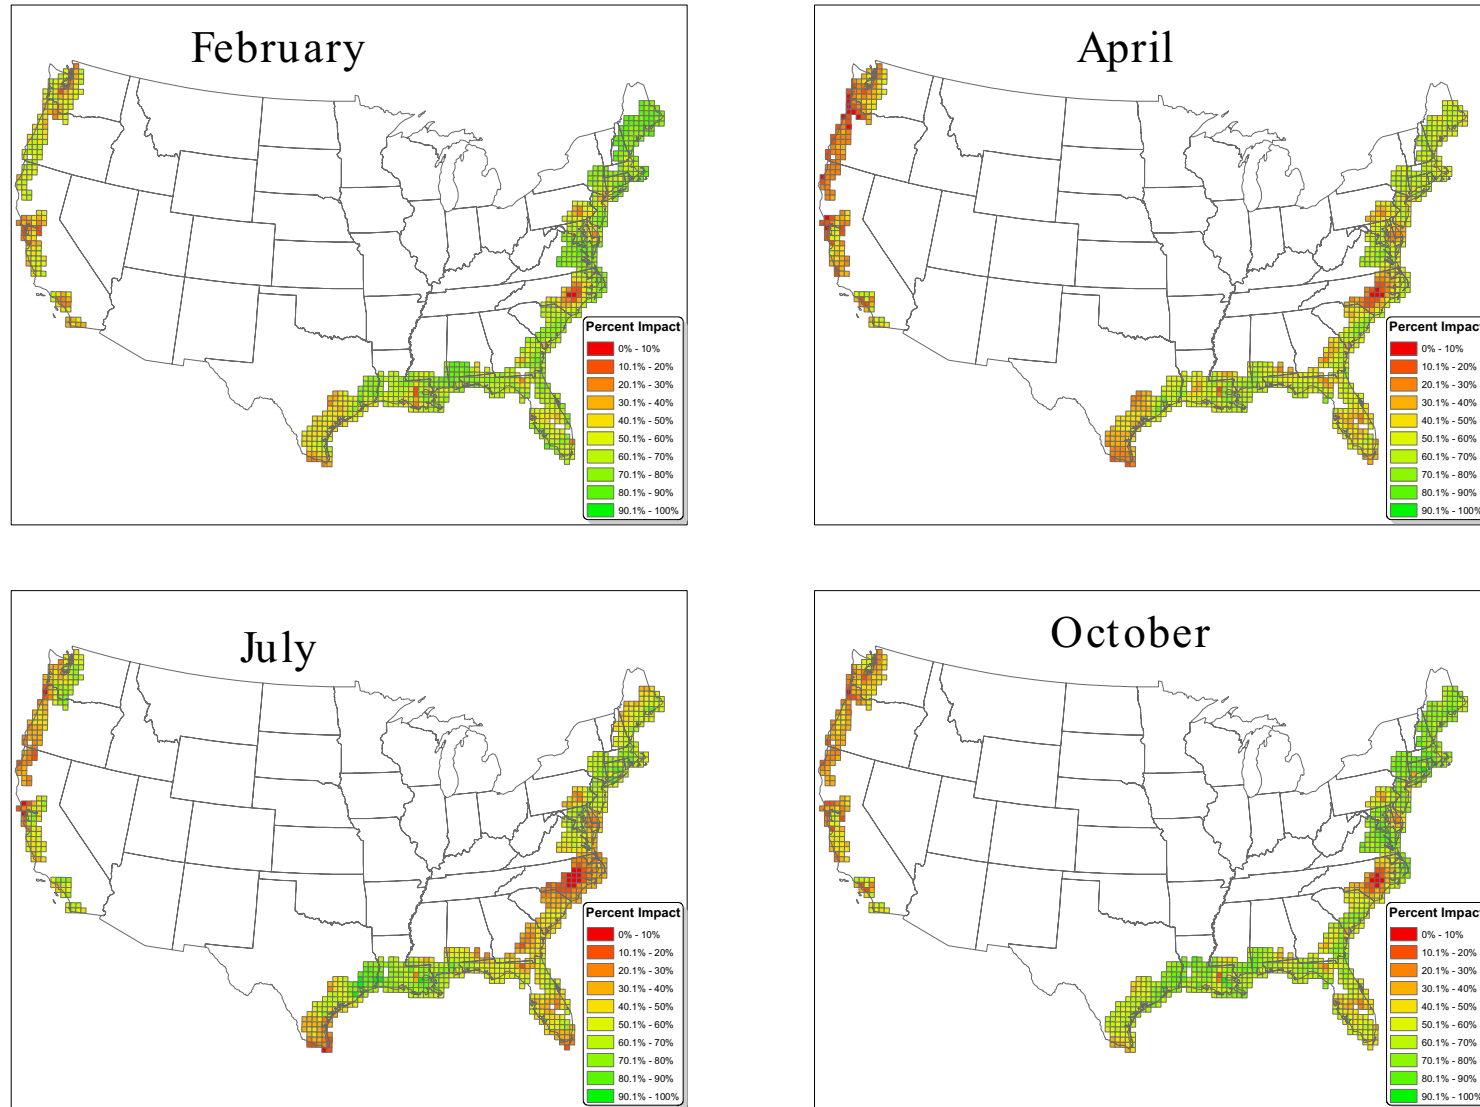 February
Percent Impact
0% - 10%
10.1% - 20%
20.1% - 30%
30.1% - 40%
40.1% - 50%
50.1% - 60%
60.1% - 70%
70.1% - 80%
80.1% - 90%
90.1% - 100%
April
Percent Impact
0% - 10%
10.1% - 20%
20.1% - 30%
30.1% - 40%
40.1% - 50%
50.1% - 60%
60.1% - 70%
70.1% - 80%
80.1% - 90%
90.1% - 100%
July
Percent Impact
0% - 10%
10.1% - 20%
20.1% - 30%
30.1% - 40%
40.1% - 50%
50.1% - 60%
60.1% - 70%
70.1% - 80%
80.1% - 90%
90.1% - 100%
October
Percent Impact
0% - 10%
10.1% - 20%
20.1% - 30%
30.1% - 40%
40.1% - 50%
50.1% - 60%
60.1% - 70%
70.1% - 80%
80.1% - 90%
90.1% - 100%